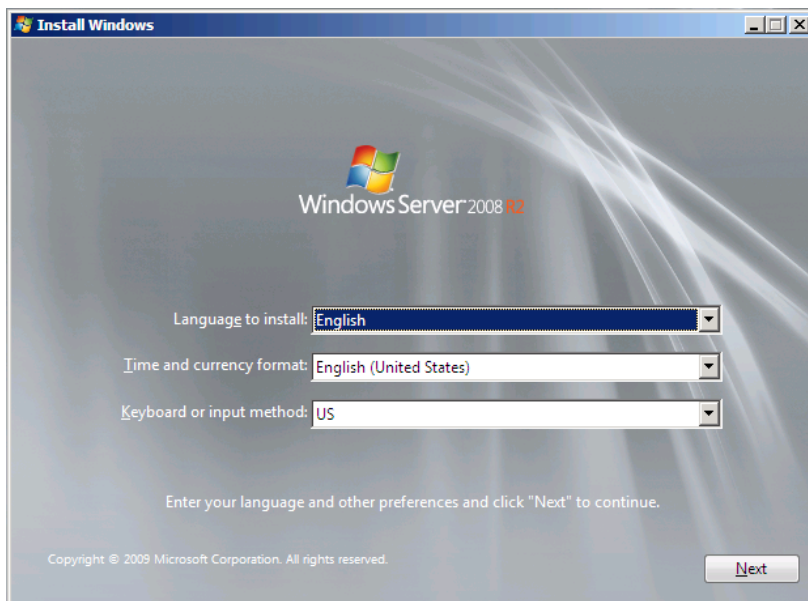 Install Windows
Windows Server 2008 R2
Language to install: English
Time and currency format: English (United States)
Keyboard or input method: US
Enter your language and other preferences and click "Next" to continue.
Copyright © 2009 Microsoft Corporation. All rights reserved.
Next